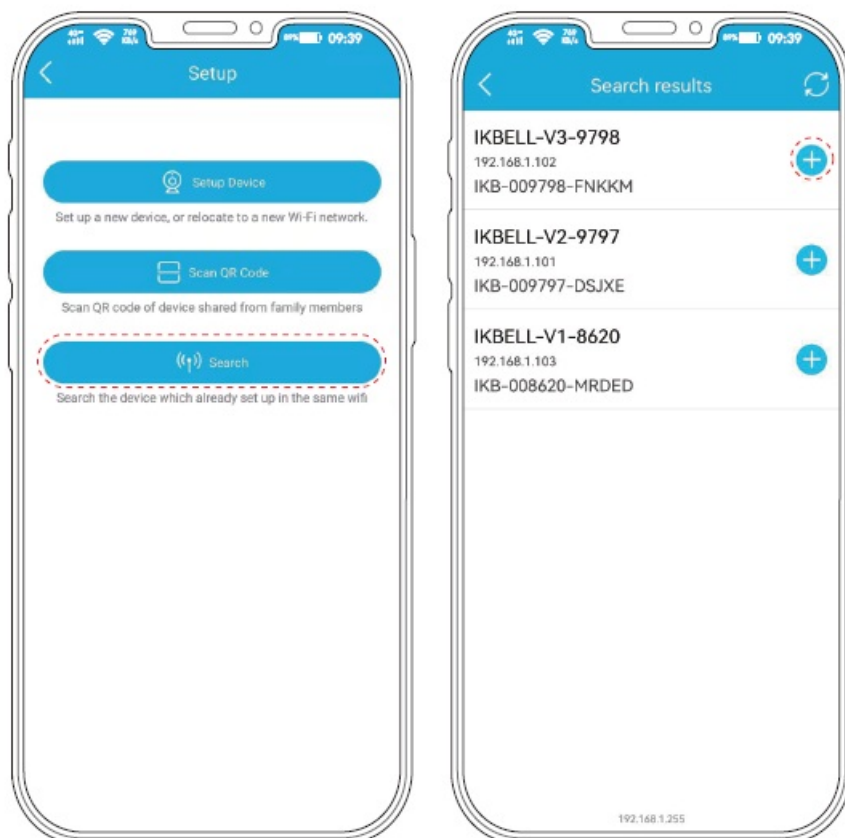 09:39
Setup
Setup Device
Set up a new device, or relocate to a new Wi-Fi network.
Scan QR Code
Scan QR code of device shared from family members
Search
Search the device which already set up in the same wifi
09:39
Search results
IKBELL-V3-9798
192.168.1.102
IKB-009798-FNKKM
IKBELL-V2-9797
192.168.1.101
IKB-009797-DSJXE
IKBELL-V1-8620
192.168.1.103
IKB-008620-MRDED
192.168.1.255